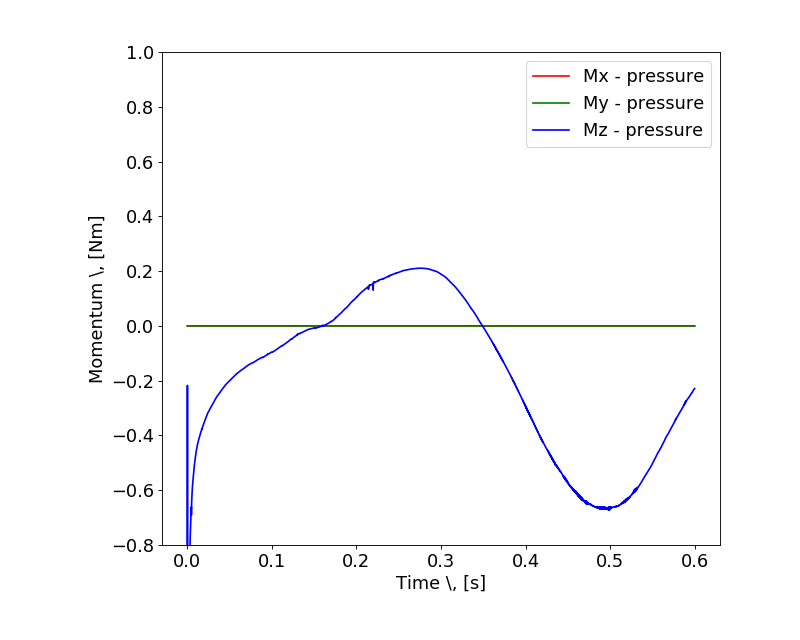 1.0
0.8
0.6
0.4
0.2
0.0
−0.2
−0.4
−0.6
−0.8
Momentum \, [Nm]
Mx - pressure
My - pressure
Mz - pressure
0.0 0.1 0.2 0.3 0.4 0.5 0.6
Time \, [s]